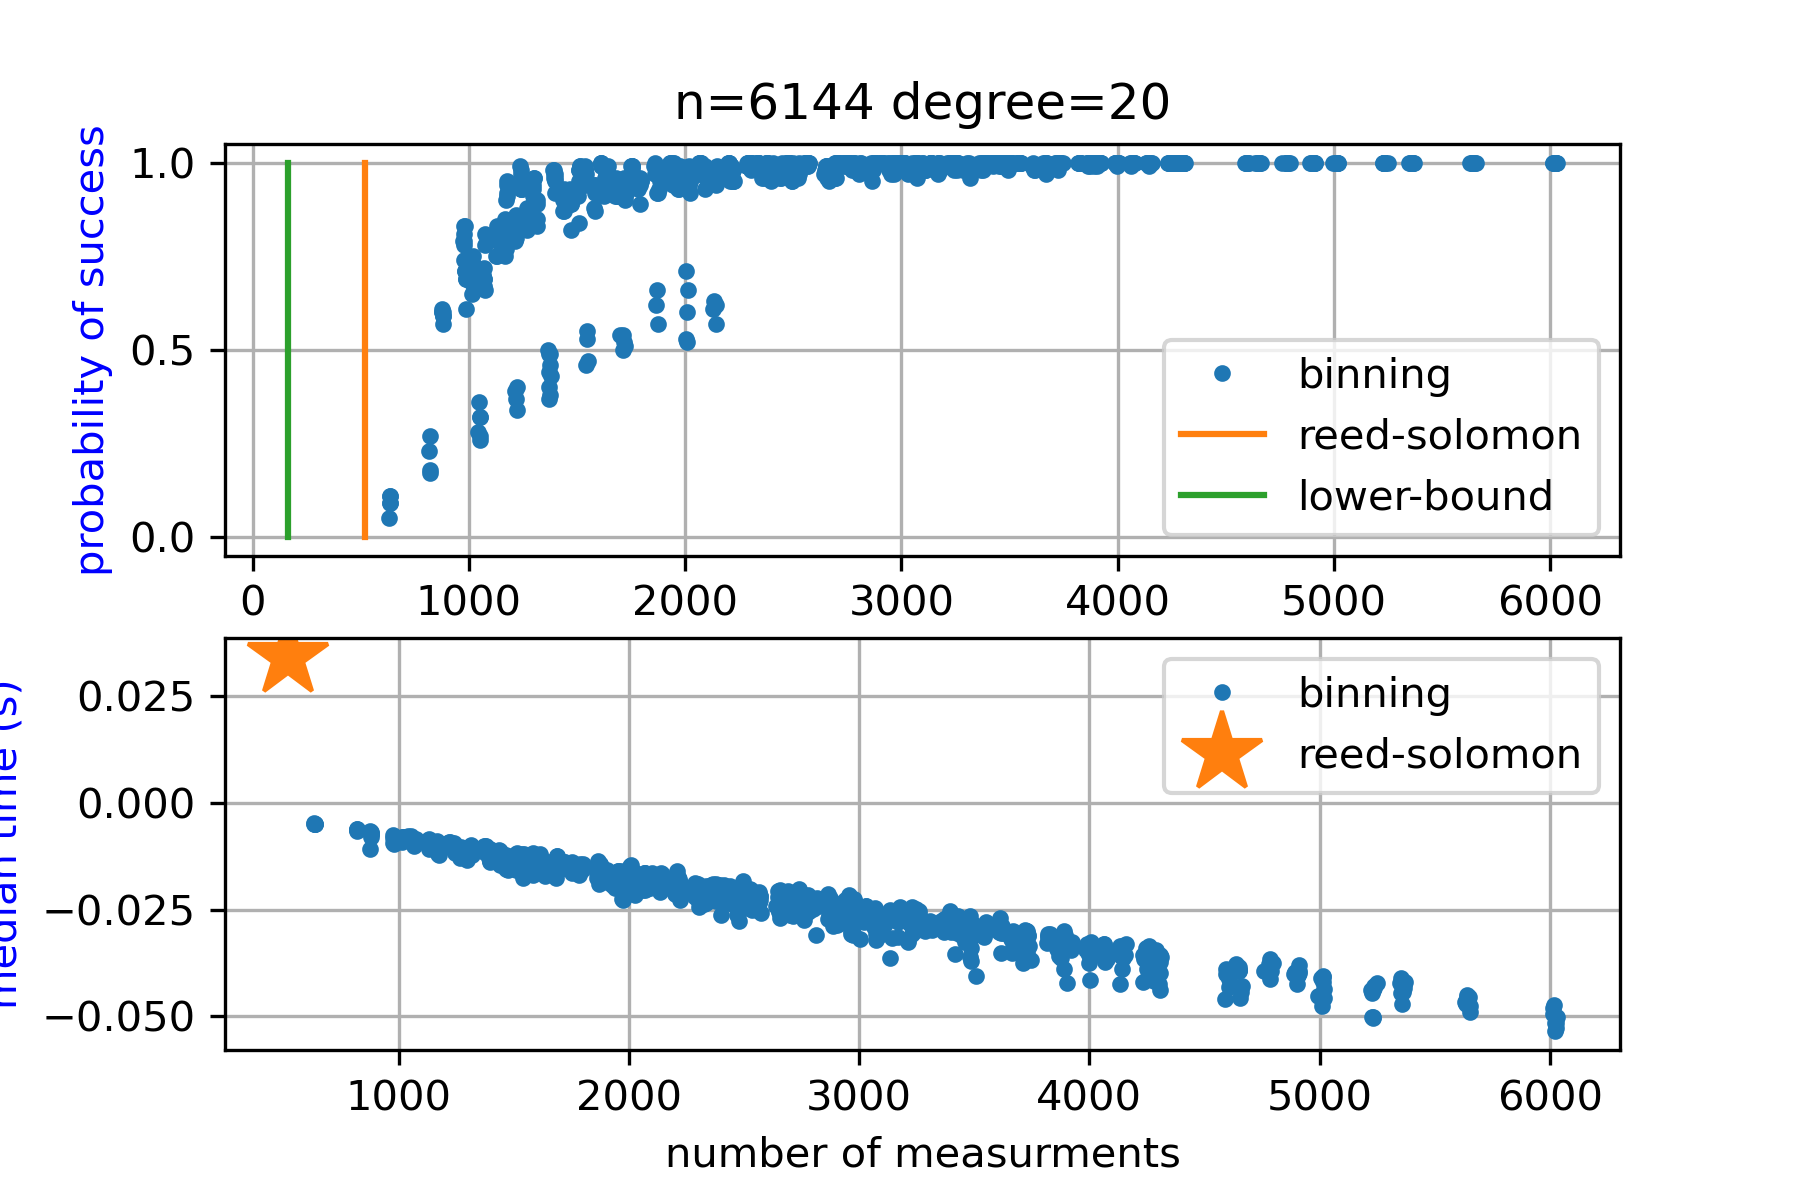 n=6144 degree=20
probability of success
1.0
0.5
0.0
binning
reed-solomon
lower-bound
0 1000 2000 3000 4000 5000 6000
median time (s)
0.025
0.000
−0.025
−0.050
binning
reed-solomon
1000 2000 3000 4000 5000 6000
number of measurments